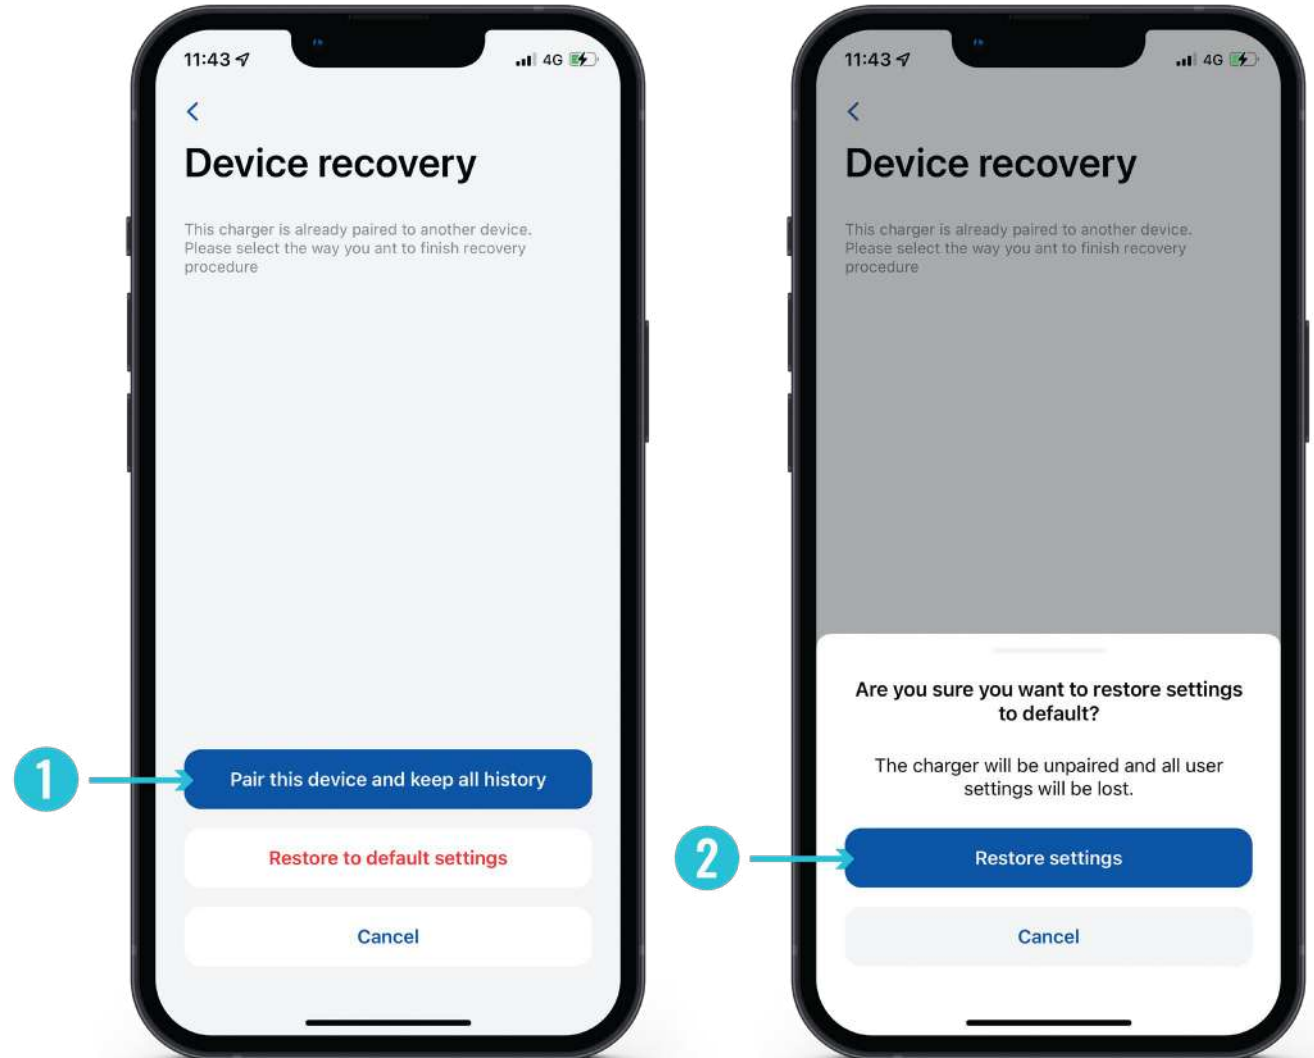 11:43
4G
Device recovery
This charger is already paired to another device.
Please select the way you ant to finish recovery
procedure
1
Pair this device and keep all history
Restore to default settings
Cancel
11:43
4G
Device recovery
This charger is already paired to another device.
Please select the way you ant to finish recovery
procedure
Are you sure you want to restore settings
to default?
The charger will be unpaired and all user
settings will be lost.
2
Restore settings
Cancel